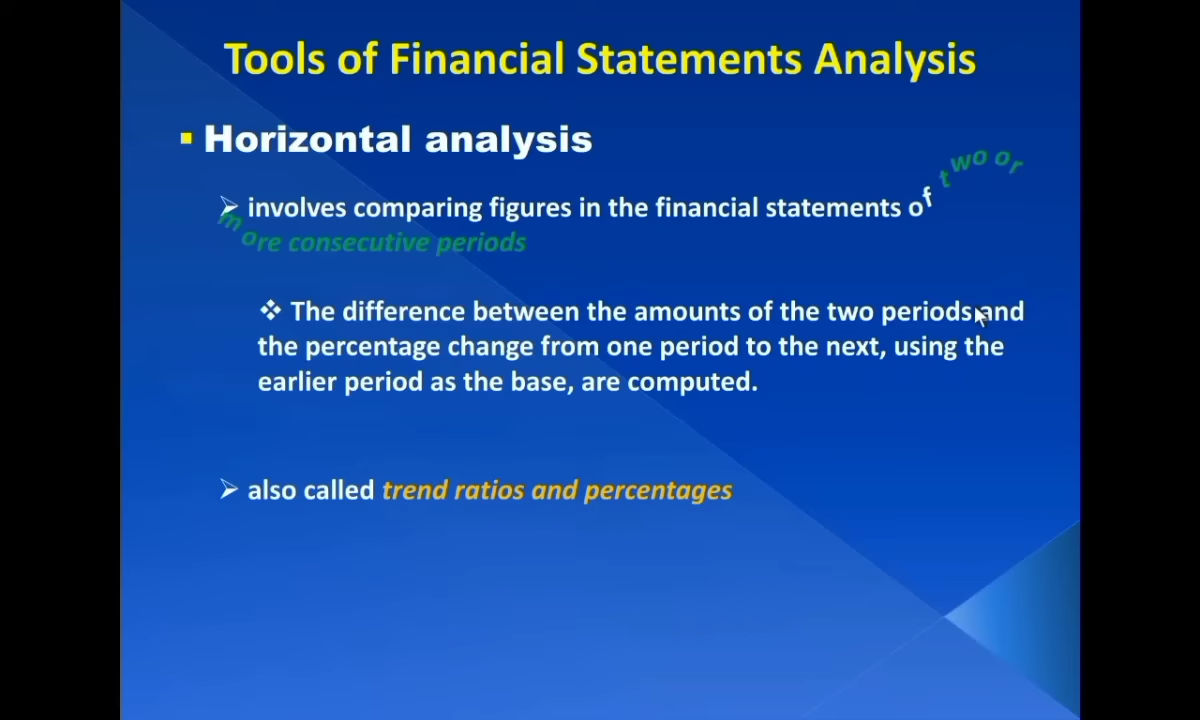 Tools of Financial Statements Analysis
▪ Horizontal analysis
➢ involves comparing figures in the financial statements of two or
more consecutive periods
❖ The difference between the amounts of the two periods and
the percentage change from one period to the next, using the
earlier period as the base, are computed.
➢ also called trend ratios and percentages